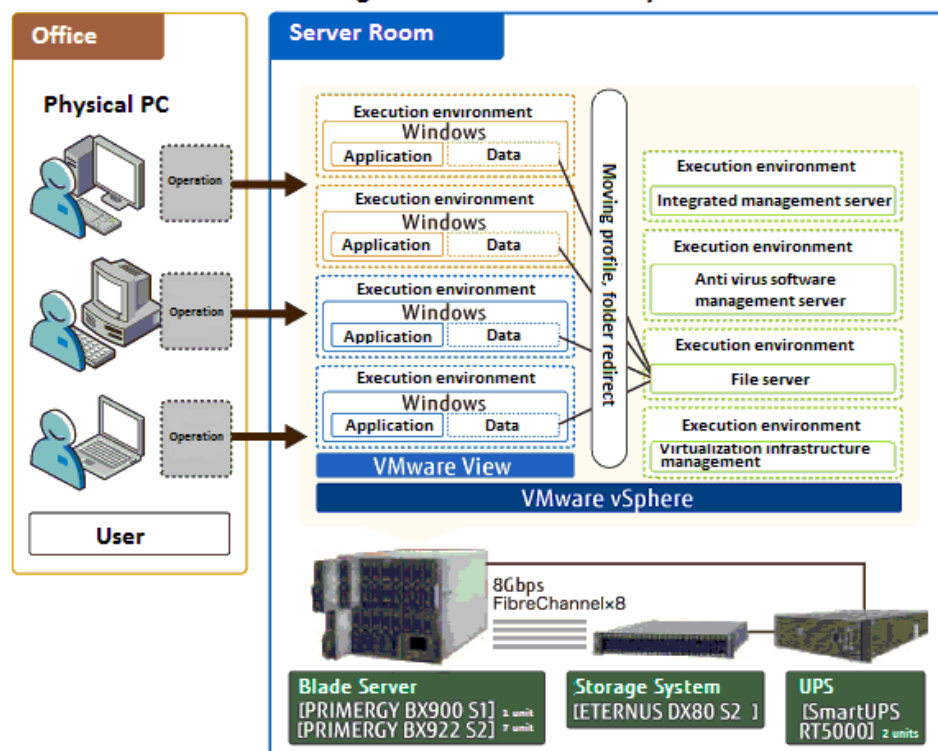 Office
Physical PC
Operation
Operation
Operation
User
Server Room
Execution environment
Windows
Application
Data
Execution environment
Windows
Application
Data
Execution environment
Windows
Application
Data
Execution environment
Windows
Application
Data
VMware View
Moving profile, folder redirect
Execution environment
Integrated management server
Execution environment
Anti virus software
management server
Execution environment
File server
Execution environment
Virtualization infrastructure
management
VMware vSphere
8Gbps
FibreChannel×8
Blade Server
[PRIMERGY BX900 S1] 1 unit
[PRIMERGY BX922 S2] 7 unit
Storage System
[ETERNUS DX80 S2 ]
UPS
[SmartUPS
RT5000] 2 units